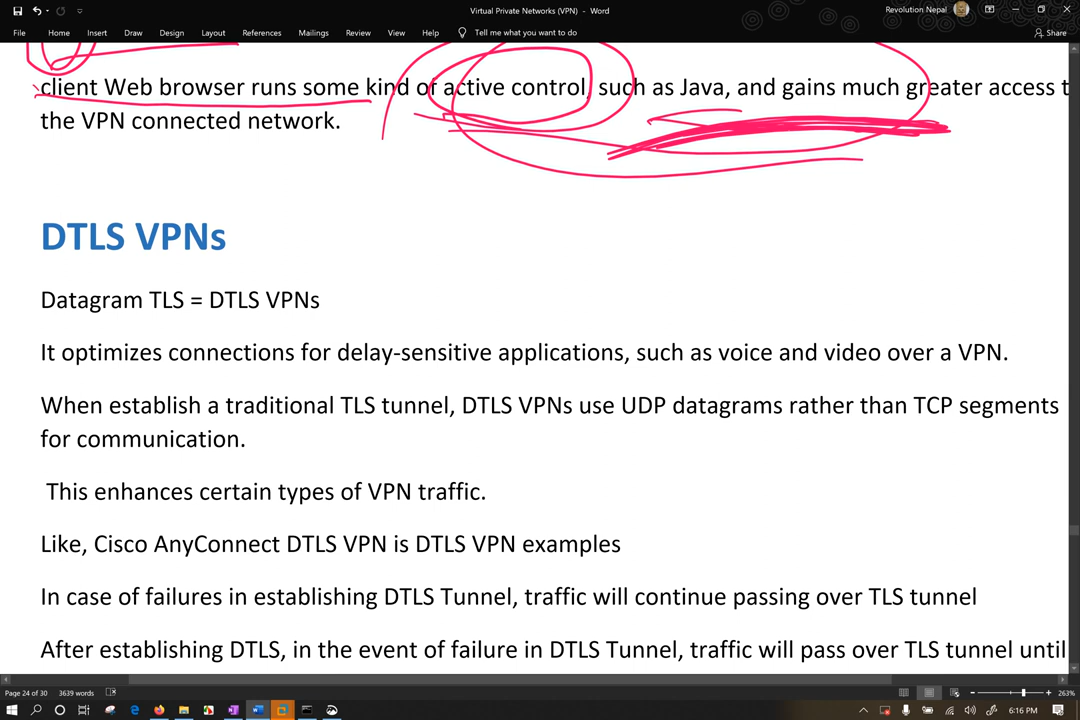 Virtual Private Networks (VPN) - Word
Revolution Nepal
File Home Insert Draw Design Layout References Mailings Review View Help Tell me what you want to do Share
client Web browser runs some kind of active control, such as Java, and gains much greater access t
the VPN connected network.
DTLS VPNs
Datagram TLS = DTLS VPNs
It optimizes connections for delay-sensitive applications, such as voice and video over a VPN.
When establish a traditional TLS tunnel, DTLS VPNs use UDP datagrams rather than TCP segments
for communication.
This enhances certain types of VPN traffic.
Like, Cisco AnyConnect DTLS VPN is DTLS VPN examples
In case of failures in establishing DTLS Tunnel, traffic will continue passing over TLS tunnel
After establishing DTLS, in the event of failure in DTLS Tunnel, traffic will pass over TLS tunnel until
Page 24 of 30 3639 words 263%
6:16 PM